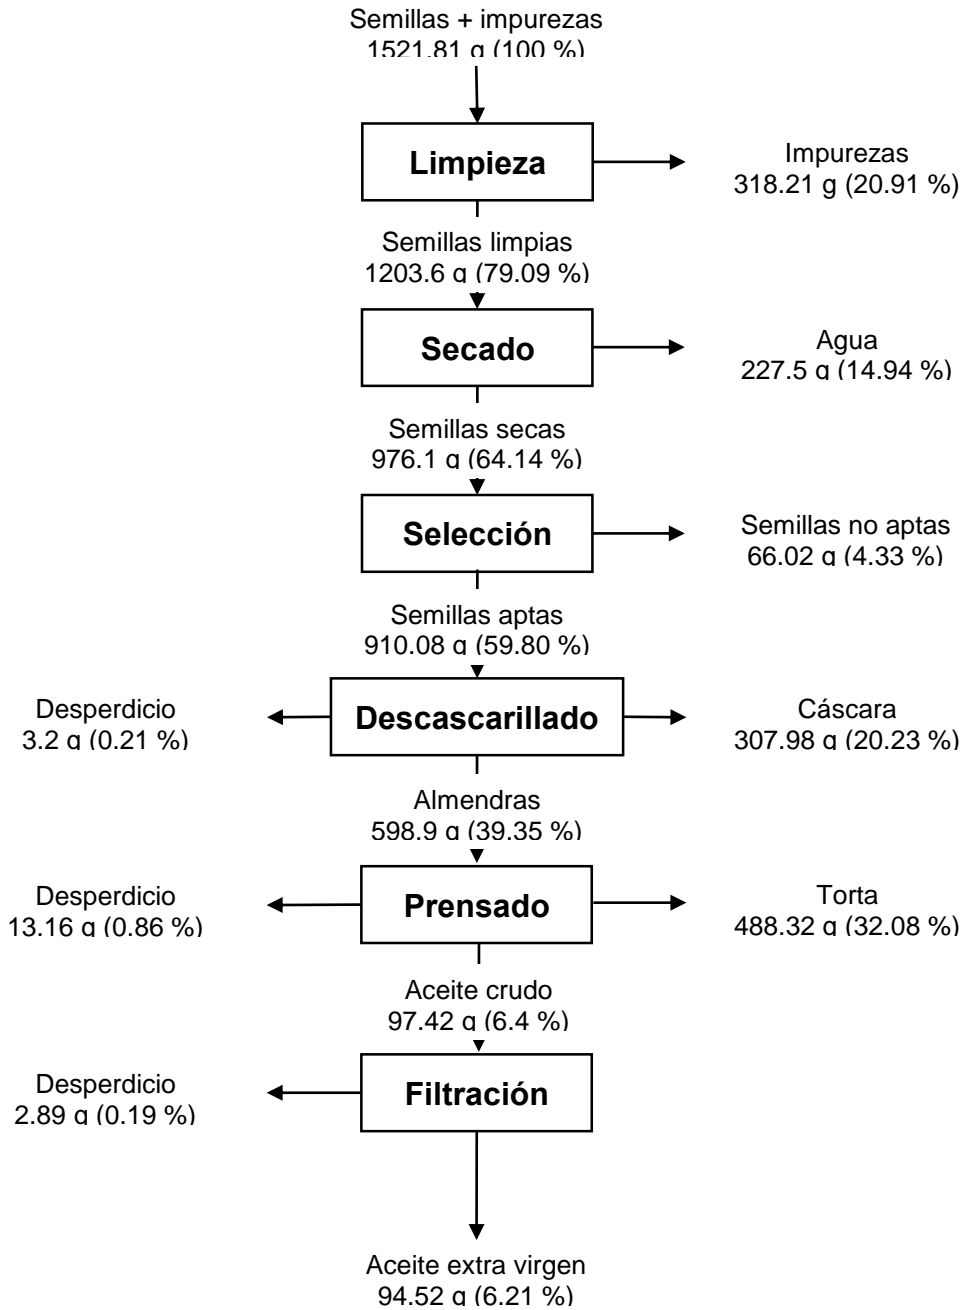 Semillas + impurezas
1521.81 g (100 %)
Limpieza
Impurezas
318.21 g (20.91 %)
Semillas limpias
1203.6 g (79.09 %)
Secado
Agua
227.5 g (14.94 %)
Semillas secas
976.1 g (64.14 %)
Selección
Semillas no aptas
66.02 g (4.33 %)
Semillas aptas
910.08 g (59.80 %)
Desperdicio
3.2 g (0.21 %)
Descascarillado
Cáscara
307.98 g (20.23 %)
Almendras
598.9 g (39.35 %)
Desperdicio
13.16 g (0.86 %)
Prensado
Torta
488.32 g (32.08 %)
Aceite crudo
97.42 g (6.4 %)
Desperdicio
2.89 g (0.19 %)
Filtración
Aceite extra virgen
94.52 g (6.21 %)